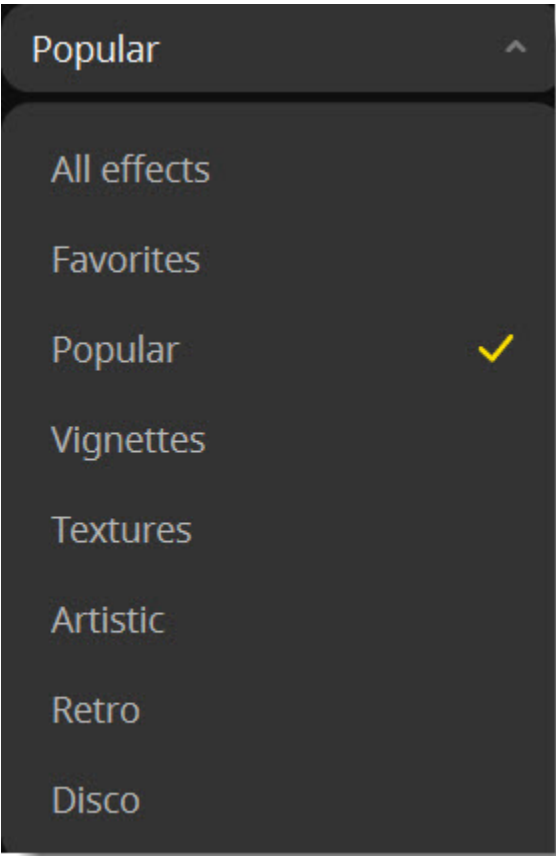 Popular
All effects
Favorites
Popular
Vignettes
Textures
Artistic
Retro
Disco